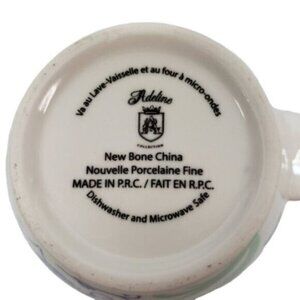 Va au Lave-Vaisselle et au four à micro-ondes
Adeline
COLLECTION
New Bone China
Nouvelle Porcelaine Fine
MADE IN P.R.C. / FAIT EN R.P.C.
Dishwasher and Microwave Safe